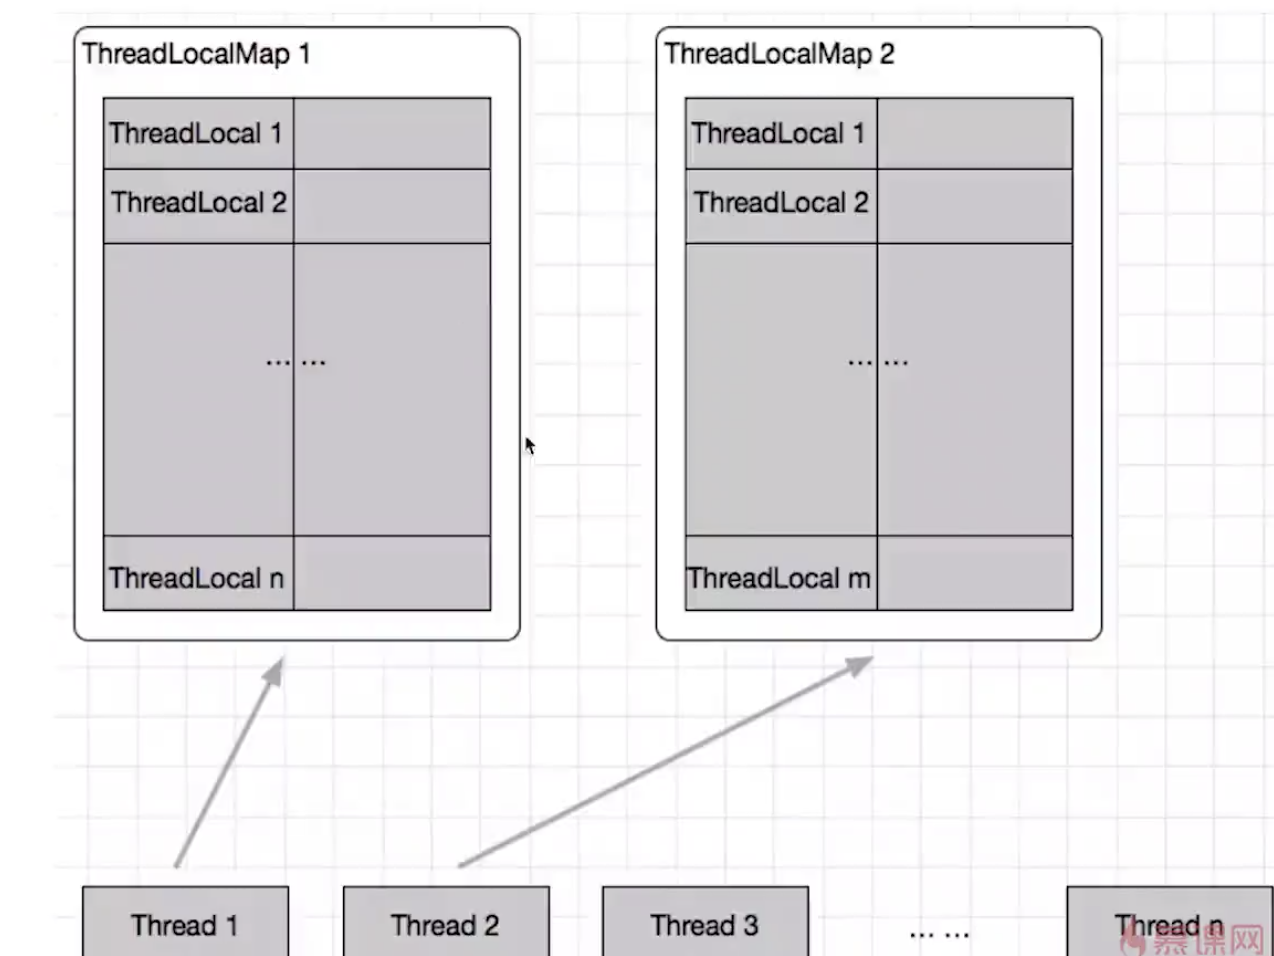 ThreadLocalMap 1
ThreadLocal 1
ThreadLocal 2
... ...
ThreadLocal n
ThreadLocalMap 2
ThreadLocal 1
ThreadLocal 2
... ...
ThreadLocal m
Thread 1
Thread 2
Thread 3
... ...
Thread n
慕课网